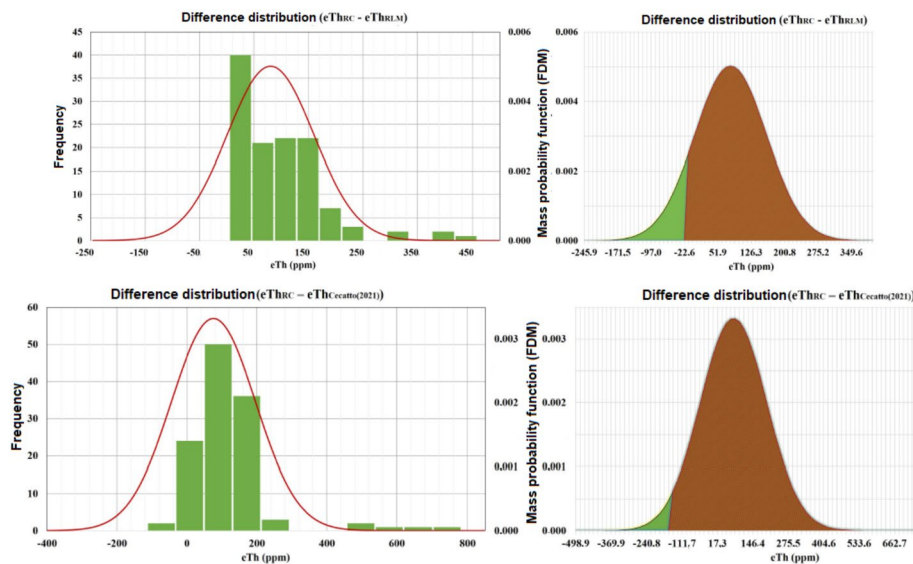 Difference distribution (eThRC - eThRLM)
45
40
35
30
25
20
15
10
5
0
Frequency
0.006
0.005
0.004
0.003
0.002
0.001
0.000
-250 -150 -50 50 150 250 350 450
eTh (ppm)
Difference distribution (eThRC - eThRLM)
Mass probability function (FDM)
0.006
0.004
0.002
0.000
-245.9 -171.5 -97.0 -22.6 51.9 126.3 200.8 275.2 349.6
eTh (ppm)
Difference distribution (eThRC – eThCecatto(2021))
60
50
40
30
20
10
0
Frequency
0.003
0.002
0.001
0.000
-400 -200 0 200 400 600 800
eTh (ppm)
Difference distribution (eThRC – eThCecatto(2021))
Mass probability function (FDM)
0.003
0.002
0.001
0.000
-498.9 -369.9 -240.8 -111.7 17.3 146.4 275.5 404.6 533.6 662.7
eTh (ppm)